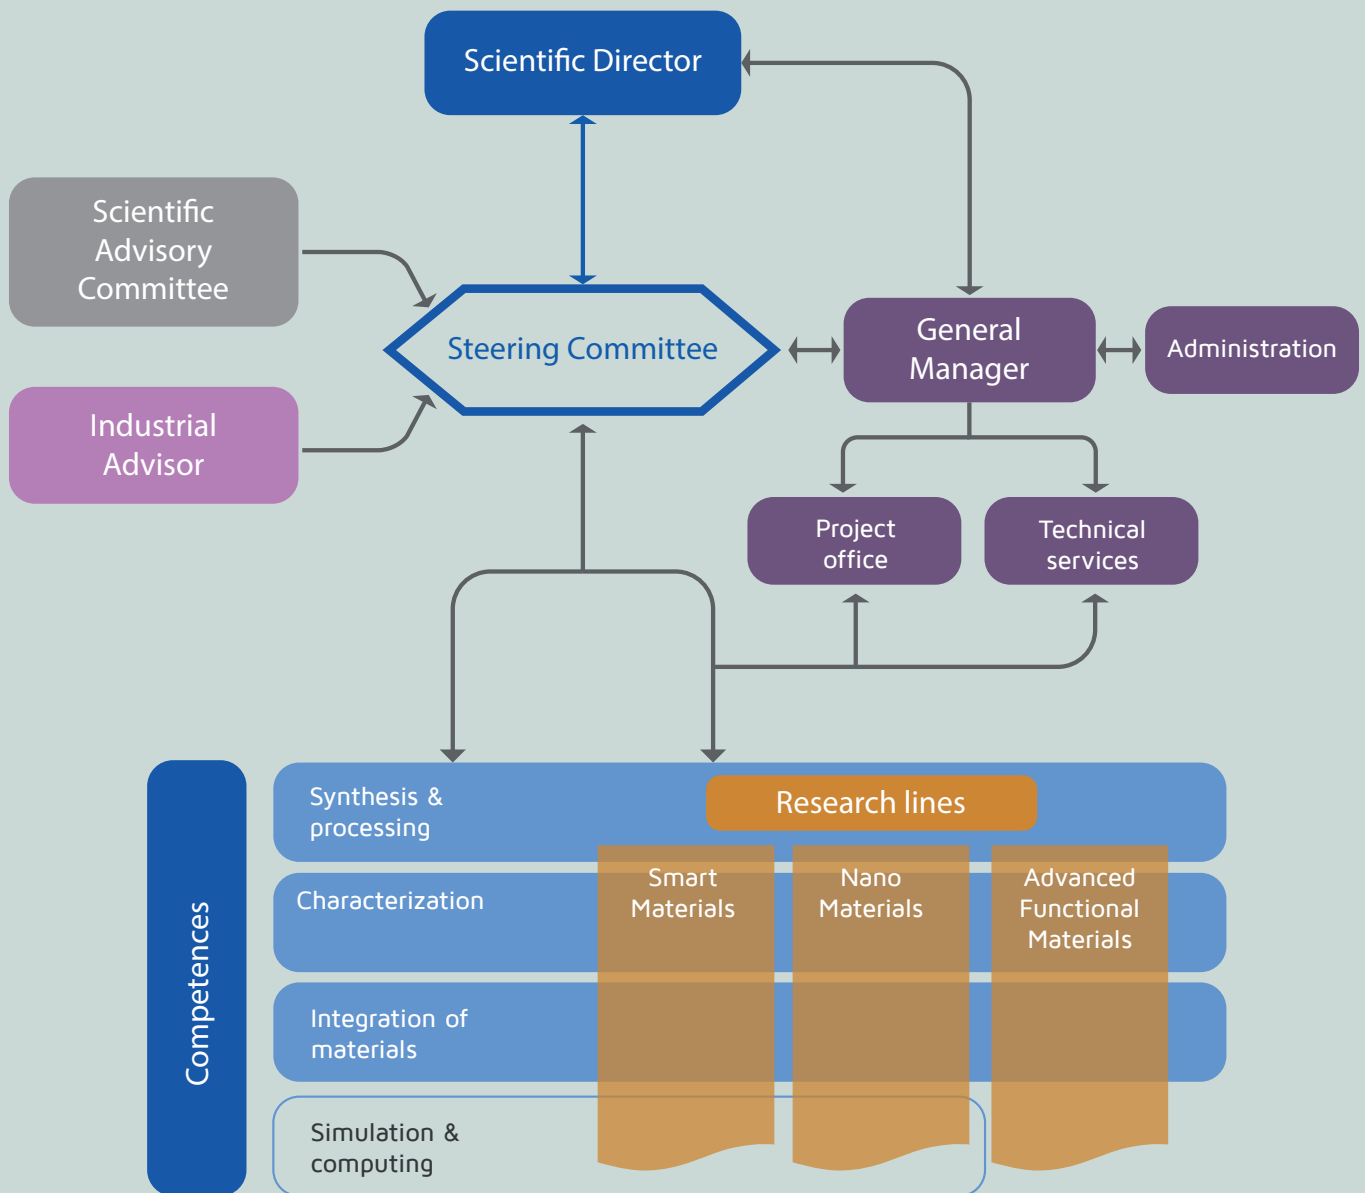 Scientific Director
Scientific
Advisory
Committee
Steering Committee
General
Manager
Administration
Industrial
Advisor
Project
office
Technical
services
Competences
Synthesis &
processing
Research lines
Characterization
Smart
Materials
Nano
Materials
Advanced
Functional
Materials
Integration of
materials
Simulation &
computing